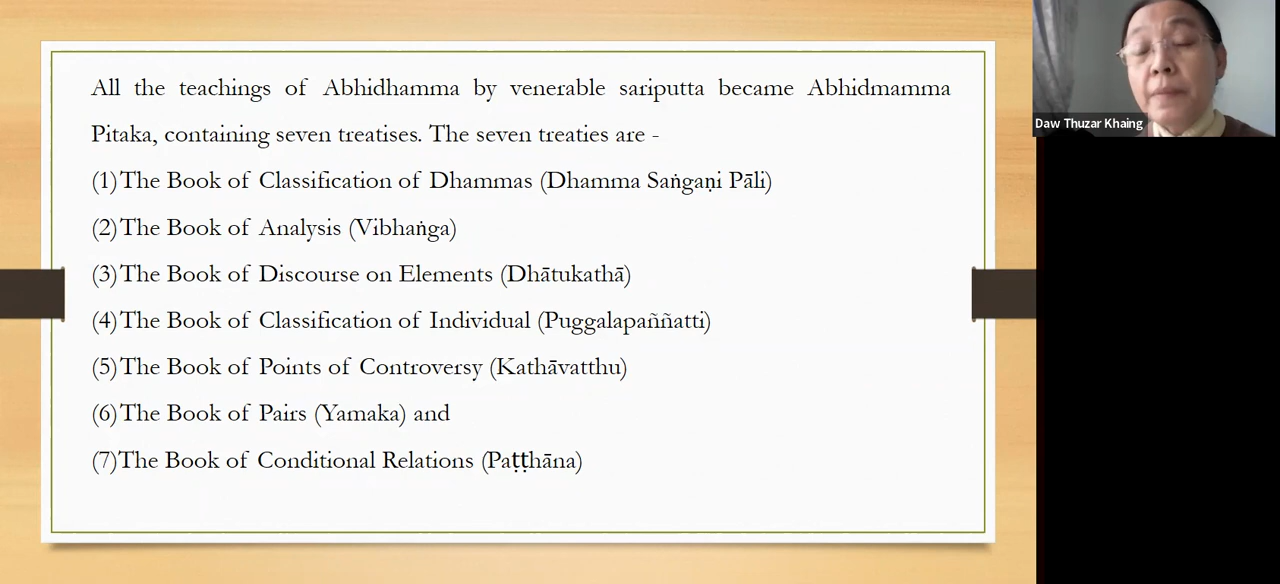 All the teachings of Abhidhamma by venerable sariputta became Abhidmamma
Pitaka, containing seven treatises. The seven treaties are -
(1)The Book of Classification of Dhammas (Dhamma Saṅgaṇi Pāli)
(2)The Book of Analysis (Vibhaṅga)
(3)The Book of Discourse on Elements (Dhātukathā)
(4)The Book of Classification of Individual (Puggalapaññatti)
(5)The Book of Points of Controversy (Kathāvatthu)
(6)The Book of Pairs (Yamaka) and
(7)The Book of Conditional Relations (Paṭṭhāna)
Daw Thuzar Khaing